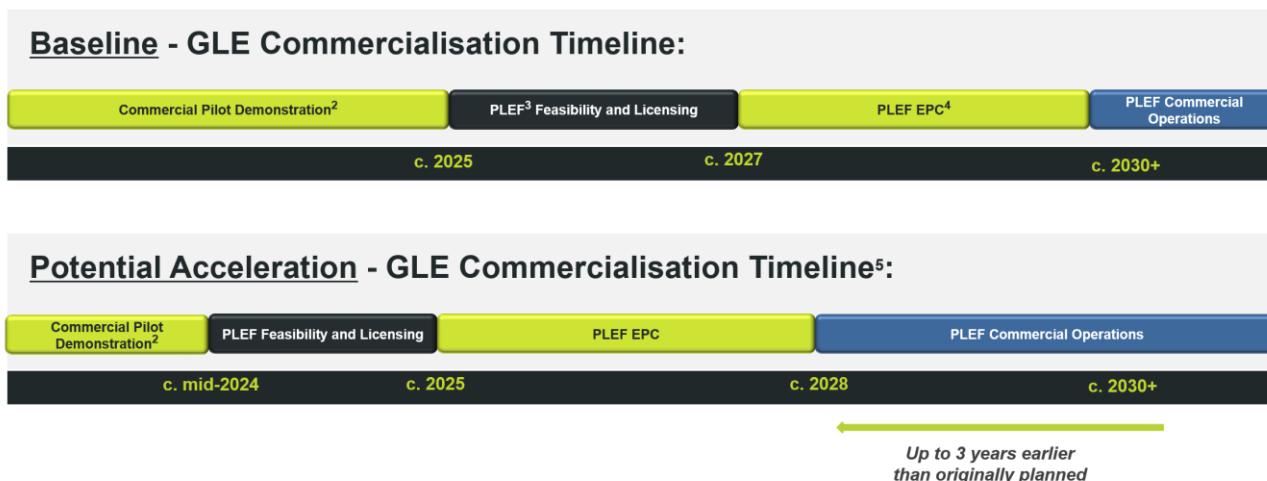 Baseline - GLE Commercialisation Timeline:
Commercial Pilot Demonstration2
PLEF3 Feasibility and Licensing
PLEF EPC4
PLEF Commercial
Operations
c. 2025
c. 2027
c. 2030+
Potential Acceleration - GLE Commercialisation Timeline5:
Commercial Pilot
Demonstration2
PLEF Feasibility and Licensing
PLEF EPC
PLEF Commercial Operations
c. mid-2024
c. 2025
c. 2028
c. 2030+
Up to 3 years earlier
than originally planned